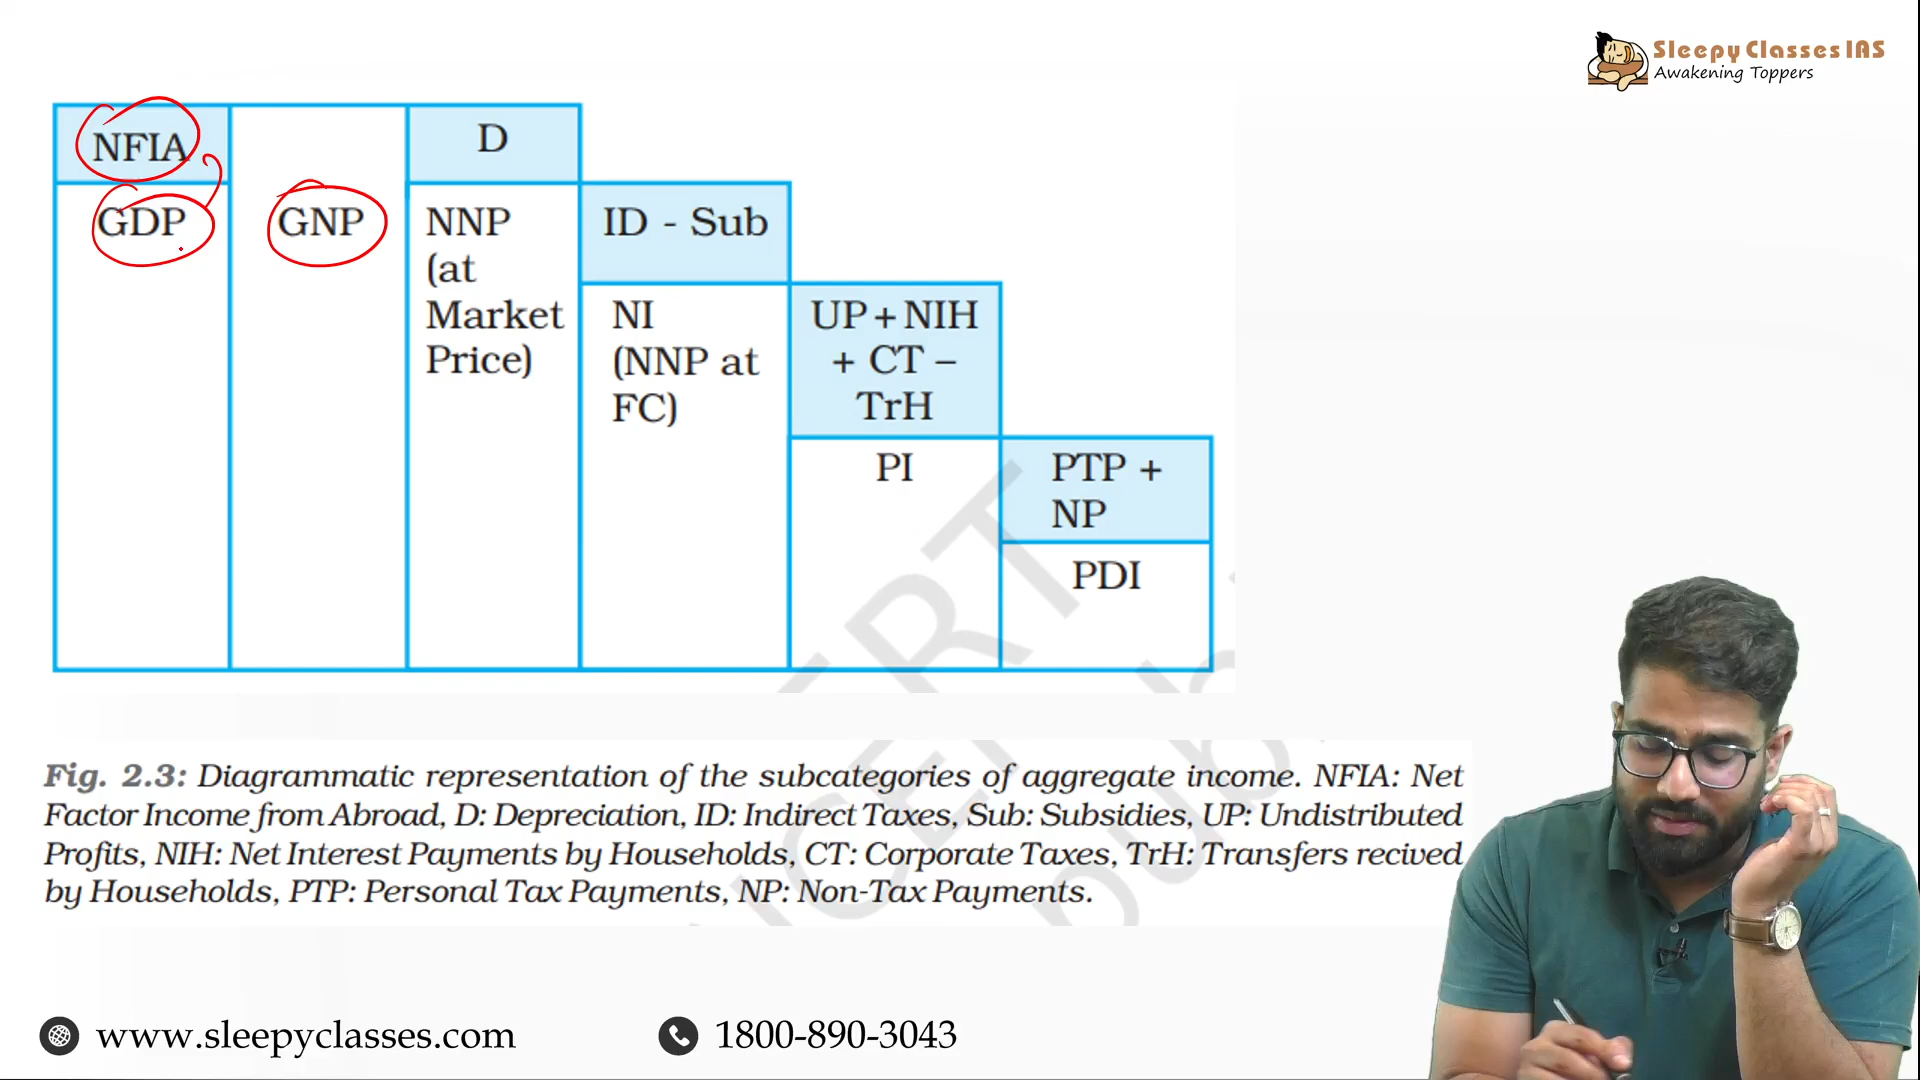 Sleepy Classes IAS
Awakening Toppers
NFIA
D
GDP
GNP
NNP
(at
Market
Price)
ID - Sub
NI
(NNP at
FC)
UP + NIH
+ CT –
TrH
PI
PTP +
NP
PDI
Fig. 2.3: Diagrammatic representation of the subcategories of aggregate income. NFIA: Net
Factor Income from Abroad, D: Depreciation, ID: Indirect Taxes, Sub: Subsidies, UP: Undistributed
Profits, NIH: Net Interest Payments by Households, CT: Corporate Taxes, TrH: Transfers recived
by Households, PTP: Personal Tax Payments, NP: Non-Tax Payments.
www.sleepyclasses.com
1800-890-3043